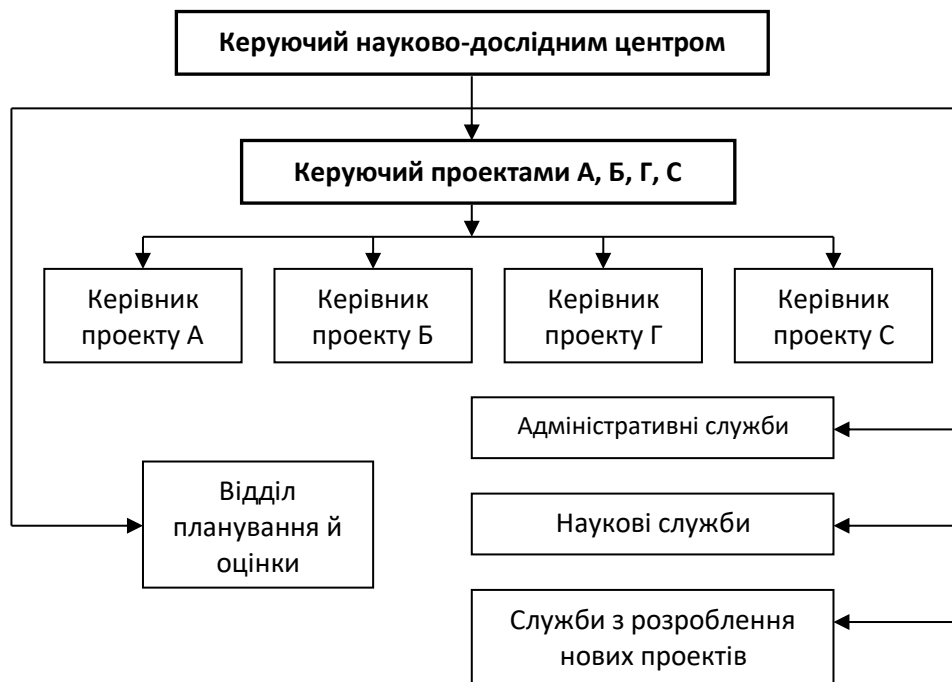 Керуючий науково-дослідним центром
Керуючий проектами А, Б, Г, С
Керівник
проекту А
Керівник
проекту Б
Керівник
проекту Г
Керівник
проекту С
Адміністративні служби
Відділ
планування й
оцінки
Наукові служби
Служби з розроблення
нових проектів